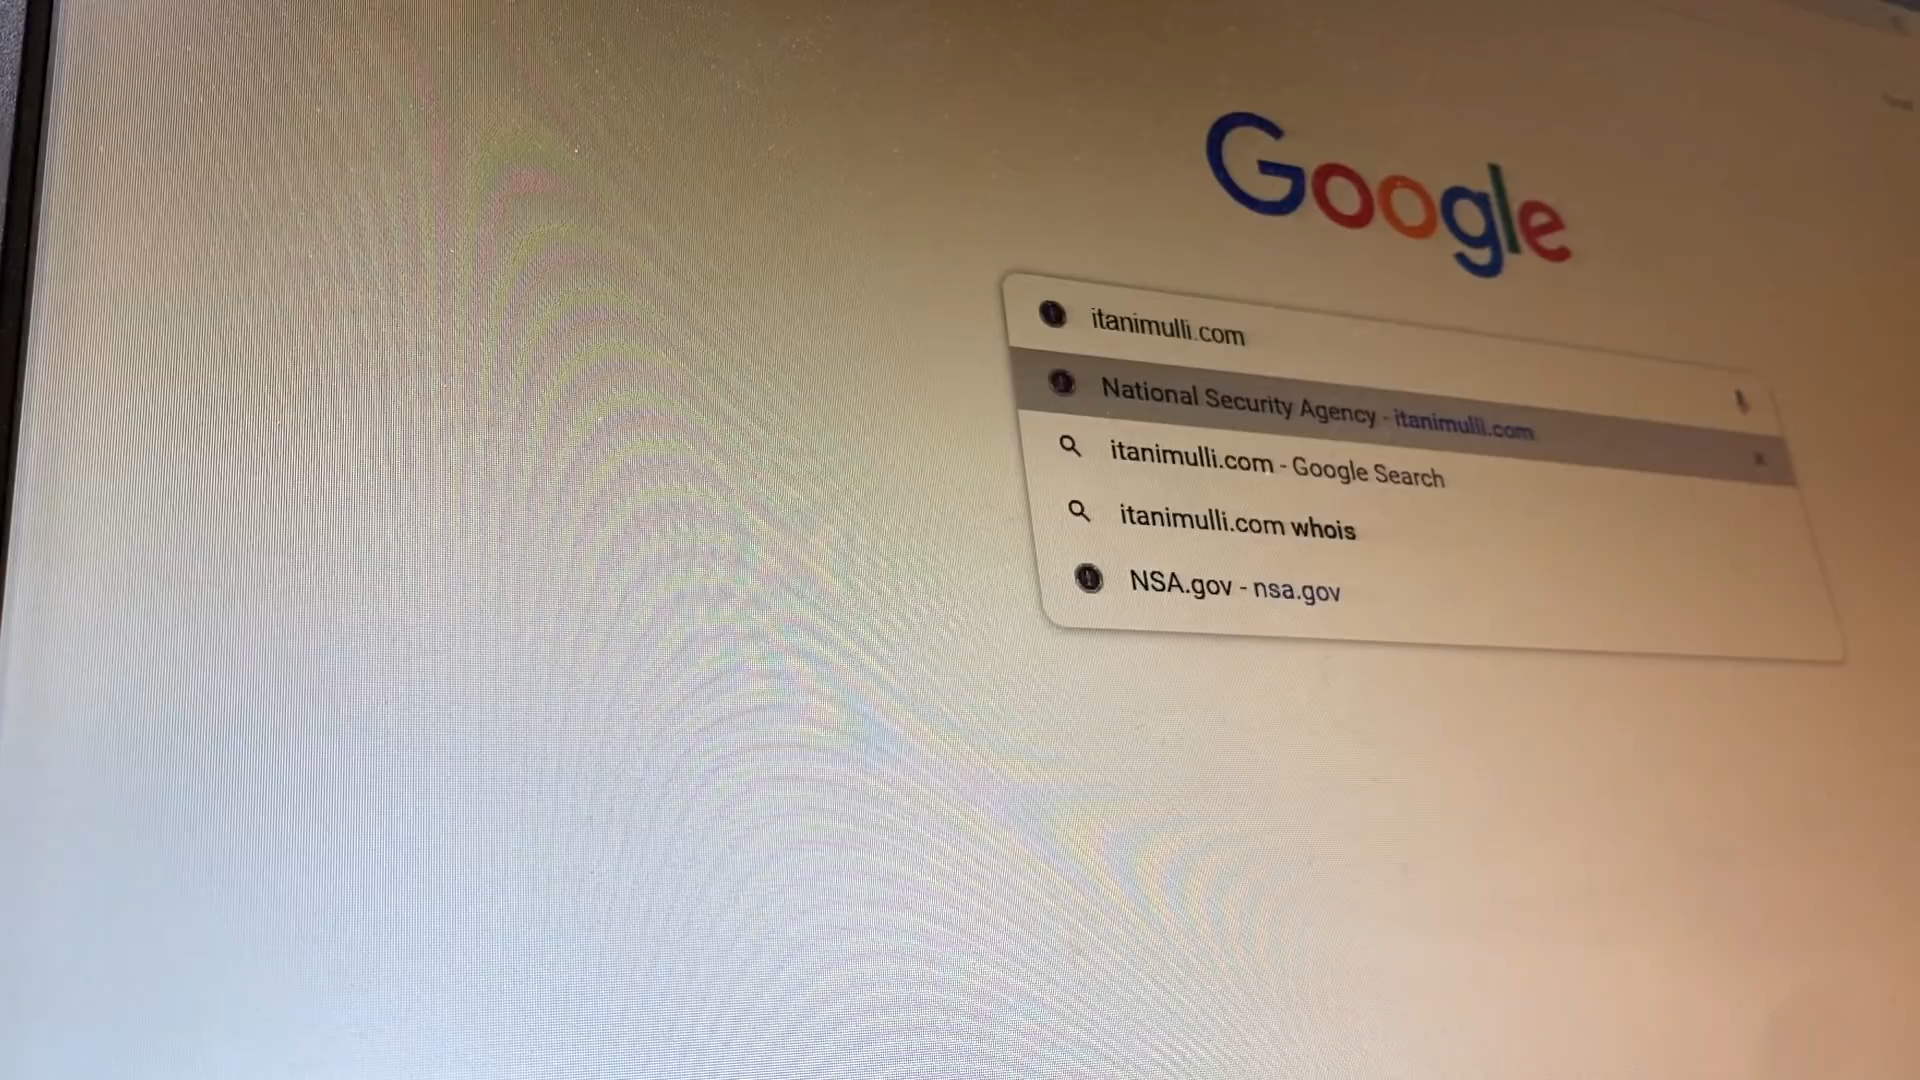 Google
itanimulli.com
National Security Agency - itanimulli.com
itanimulli.com - Google Search
itanimulli.com whois
NSA.gov - nsa.gov